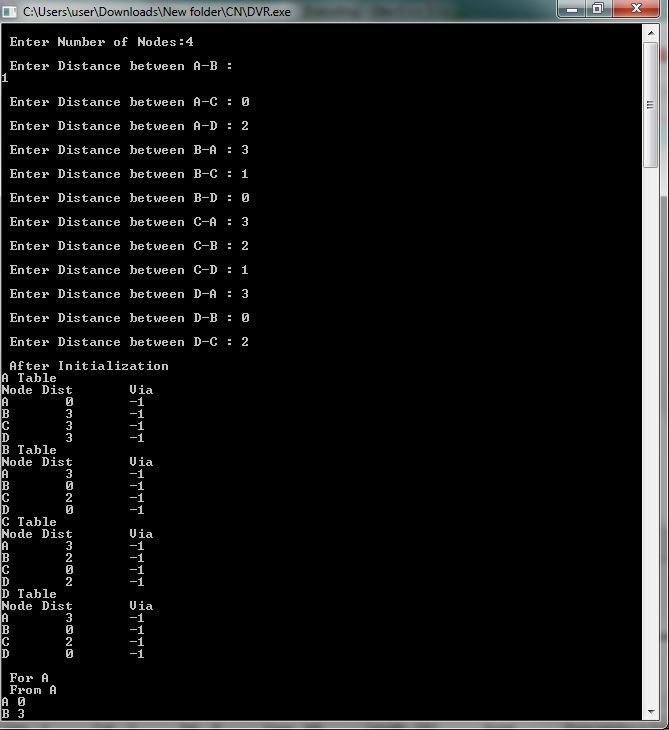 C:\Users\user\Downloads\New folder\CN\DVR.exe
Enter Number of Nodes:4
Enter Distance between A-B :
1
Enter Distance between A-C : 0
Enter Distance between A-D : 2
Enter Distance between B-A : 3
Enter Distance between B-C : 1
Enter Distance between B-D : 0
Enter Distance between C-A : 3
Enter Distance between C-B : 2
Enter Distance between C-D : 1
Enter Distance between D-A : 3
Enter Distance between D-B : 0
Enter Distance between D-C : 2
After Initialization
A Table
Node Dist Via
A 0 -1
B 3 -1
C 3 -1
D 3 -1
B Table
Node Dist Via
A 3 -1
B 0 -1
C 2 -1
D 0 -1
C Table
Node Dist Via
A 3 -1
B 2 -1
C 0 -1
D 2 -1
D Table
Node Dist Via
A 3 -1
B 0 -1
C 2 -1
D 0 -1
For A
From A
A 0
B 3